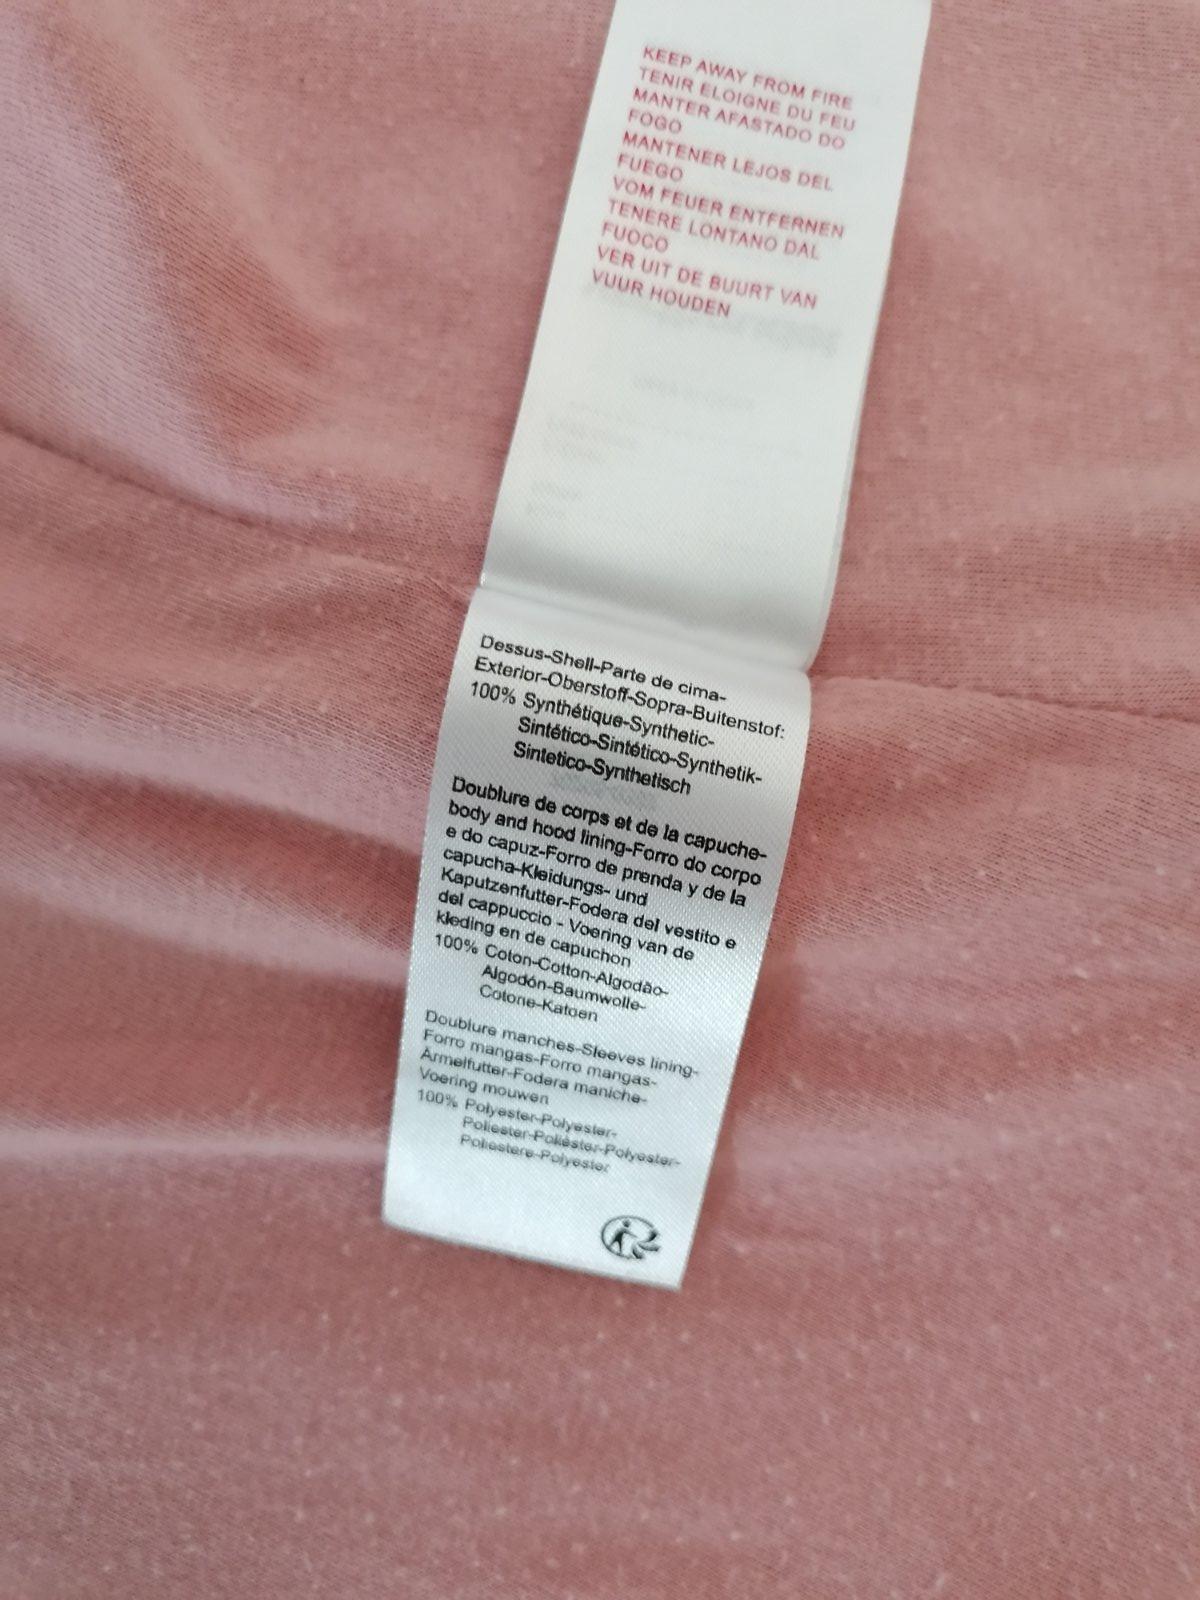 KEEP AWAY FROM FIRE
TENIR ELOIGNE DU FEU
MANTER AFASTADO DO
FOGO
MANTENER LEJOS DEL
FUEGO
VOM FEUER ENTFERNEN
TENERE LONTANO DAL
FUOCO
VER UIT DE BUURT VAN
VUUR HOUDEN
Dessus-Shell-Parte de cima-
Exterior-Oberstoff-Sopra-Buitenstof:
100% Synthétique-Synthetic-
Sintético-Sintético-Synthetik-
Sintetico-Synthetisch
Doublure de corps et de la capuche-
body and hood lining-Forro do corpo
e do capuz-Forro de prenda y de la
capucha-Kleidungs- und
Kaputzenfutter-Fodera del vestito e
del cappuccio - Voering van de
kleding en de capuchon
100% Coton-Cotton-Algodão-
Algodón-Baumwolle-
Cotone-Katoen
Doublure manches-Sleeves lining-
Forro mangas-Forro mangas-
Ärmelfutter-Fodera maniche-
Voering mouwen
100% Polyester-Polyester-
Poliester-Poliéster-Polyester-
Poliestere-Polyester